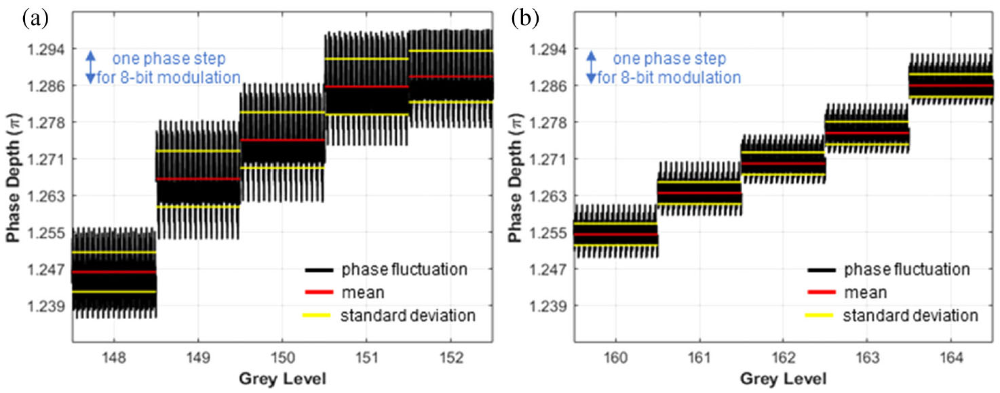 (a)
one phase step
for 8-bit modulation
1.294
1.286
1.278
1.271
1.263
1.255
1.247
1.239
Phase Depth (π)
phase fluctuation
mean
standard deviation
148 149 150 151 152
Grey Level
(b)
one phase step
for 8-bit modulation
1.294
1.286
1.278
1.271
1.263
1.255
1.247
1.239
Phase Depth (π)
phase fluctuation
mean
standard deviation
160 161 162 163 164
Grey Level